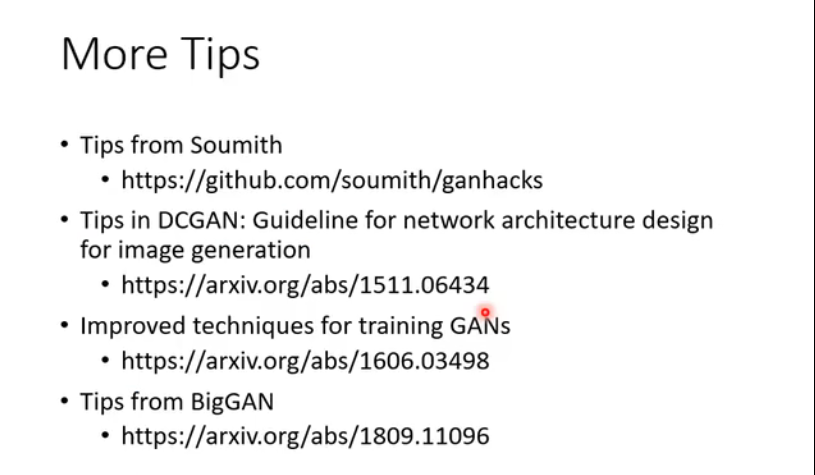 More Tips
• Tips from Soumith
• https://github.com/soumith/ganhacks
• Tips in DCGAN: Guideline for network architecture design
for image generation
• https://arxiv.org/abs/1511.06434
• Improved techniques for training GANs
• https://arxiv.org/abs/1606.03498
• Tips from BigGAN
• https://arxiv.org/abs/1809.11096